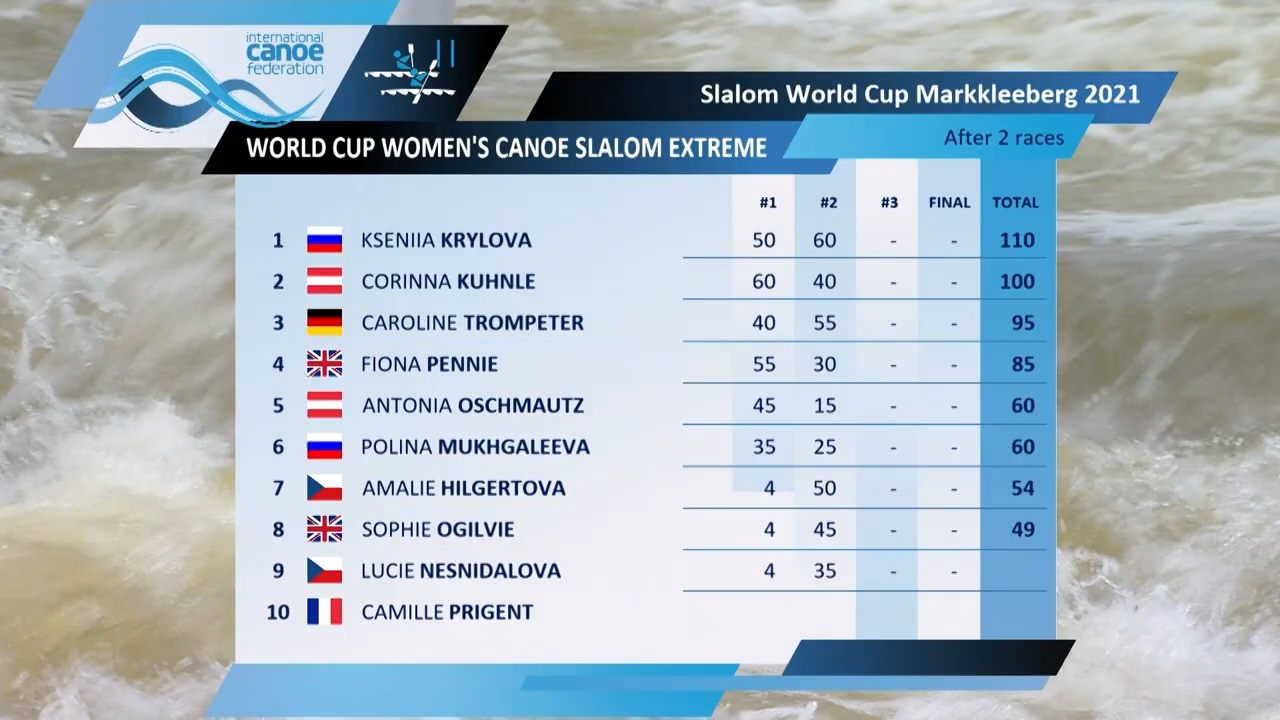 international
canoe
federation
Slalom World Cup Markkleeberg 2021
WORLD CUP WOMEN'S CANOE SLALOM EXTREME
After 2 races
#1 #2 #3 FINAL TOTAL
1 KSENIIA KRYLOVA 50 60 - - 110
2 CORINNA KUHNLE 60 40 - - 100
3 CAROLINE TROMPETER 40 55 - - 95
4 FIONA PENNIE 55 30 - - 85
5 ANTONIA OSCHMAUTZ 45 15 - - 60
6 POLINA MUKHGALEEVA 35 25 - - 60
7 AMALIE HILGERTOVA 4 50 - - 54
8 SOPHIE OGILVIE 4 45 - - 49
9 LUCIE NESNIDALOVA 4 35 - -
10 CAMILLE PRIGENT